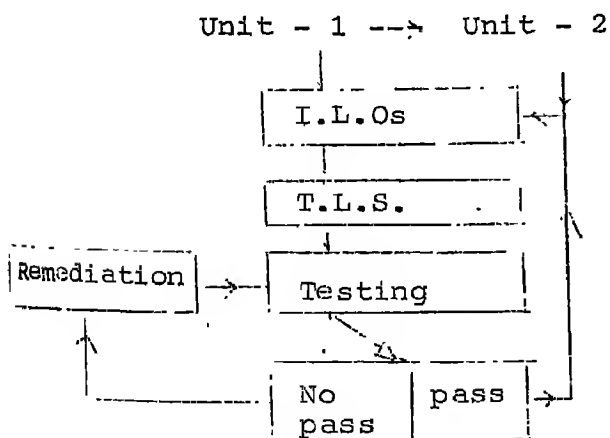 Unit - 1 --> Unit - 2
I.L.Os
T.L.S.
Remediation
Testing
No pass
pass